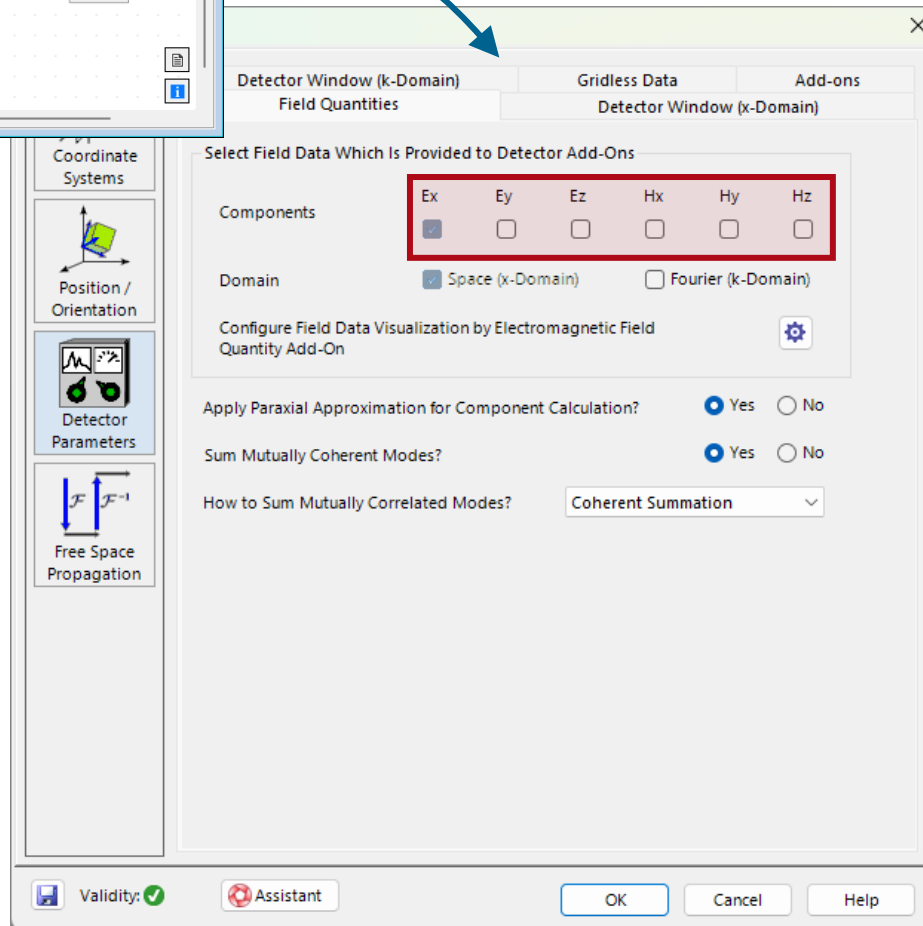 Detector Window (k-Domain) Gridless Data Add-ons
Field Quantities Detector Window (x-Domain)
Coordinate
Systems
Position /
Orientation
Detector
Parameters
ℱ ℱ⁻¹
Free Space
Propagation
Select Field Data Which Is Provided to Detector Add-Ons
Ex Ey Ez Hx Hy Hz
Components
Domain Space (x-Domain) Fourier (k-Domain)
Configure Field Data Visualization by Electromagnetic Field
Quantity Add-On
Apply Paraxial Approximation for Component Calculation? Yes No
Sum Mutually Coherent Modes? Yes No
How to Sum Mutually Correlated Modes? Coherent Summation
Validity: Assistant OK Cancel Help